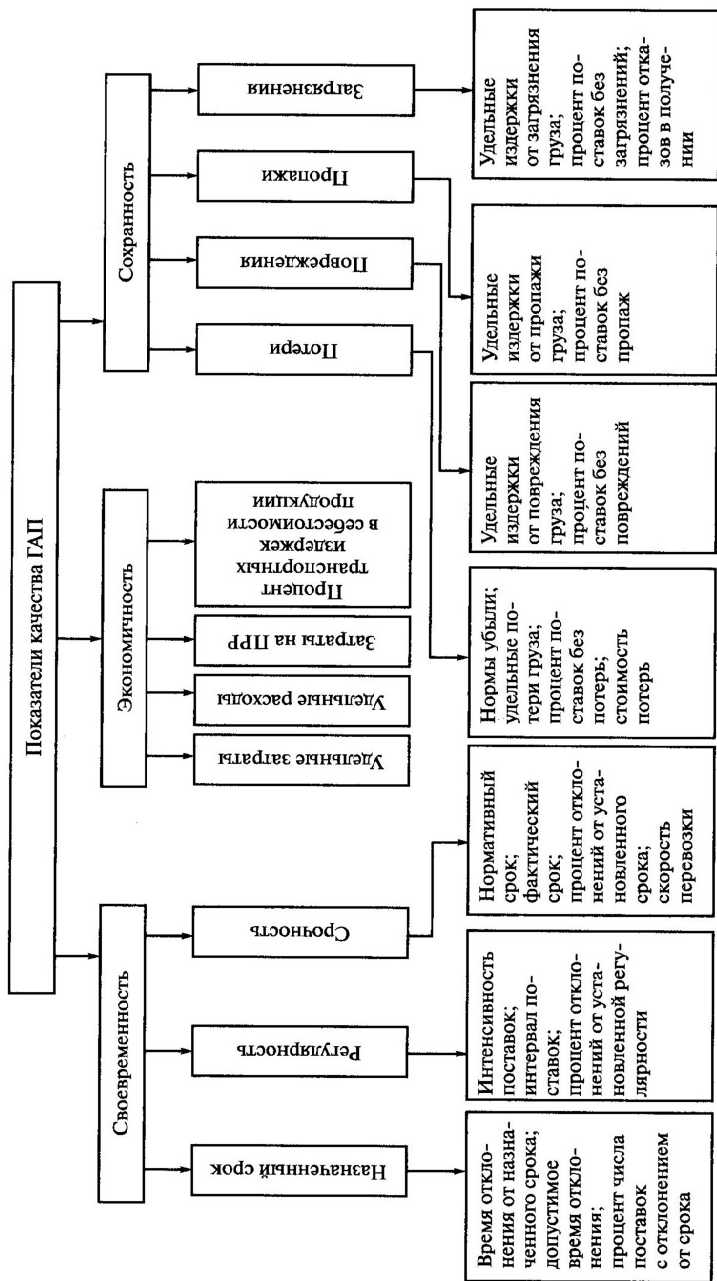 Показатели качества ГАП
Своевременность
Экономичность
Сохранность
Назначенный срок
Регулярность
Срочность
Удельные затраты
Удельные расходы
Затраты на ПРР
Процент
транспортных
издержек
в себестоимости
продукции
Потери
Повреждения
Пропажи
Загрязнения
Время откло-
нения от назна-
ченного срока;
допустимое
время откло-
нения;
процент числа
поставок
с отклонением
от срока
Интенсивность
поставок;
интервал по-
ставок;
процент откло-
нений от уста-
новленной регу-
лярности
Нормативный
срок;
фактический
срок;
процент откло-
нений от уста-
новленного
срока;
скорость
перевозки
Нормы убыли;
удельные по-
тери груза;
процент по-
ставок без
потерь;
стоимость
потерь
Удельные
издержки
от повреждения
груза;
процент по-
ставок без
повреждений
Удельные
издержки
от пропажи
груза;
процент по-
ставок без
пропаж
Удельные
издержки
от загрязнения
груза;
процент по-
ставок без
загрязнений;
процент отка-
зов в получе-
нии